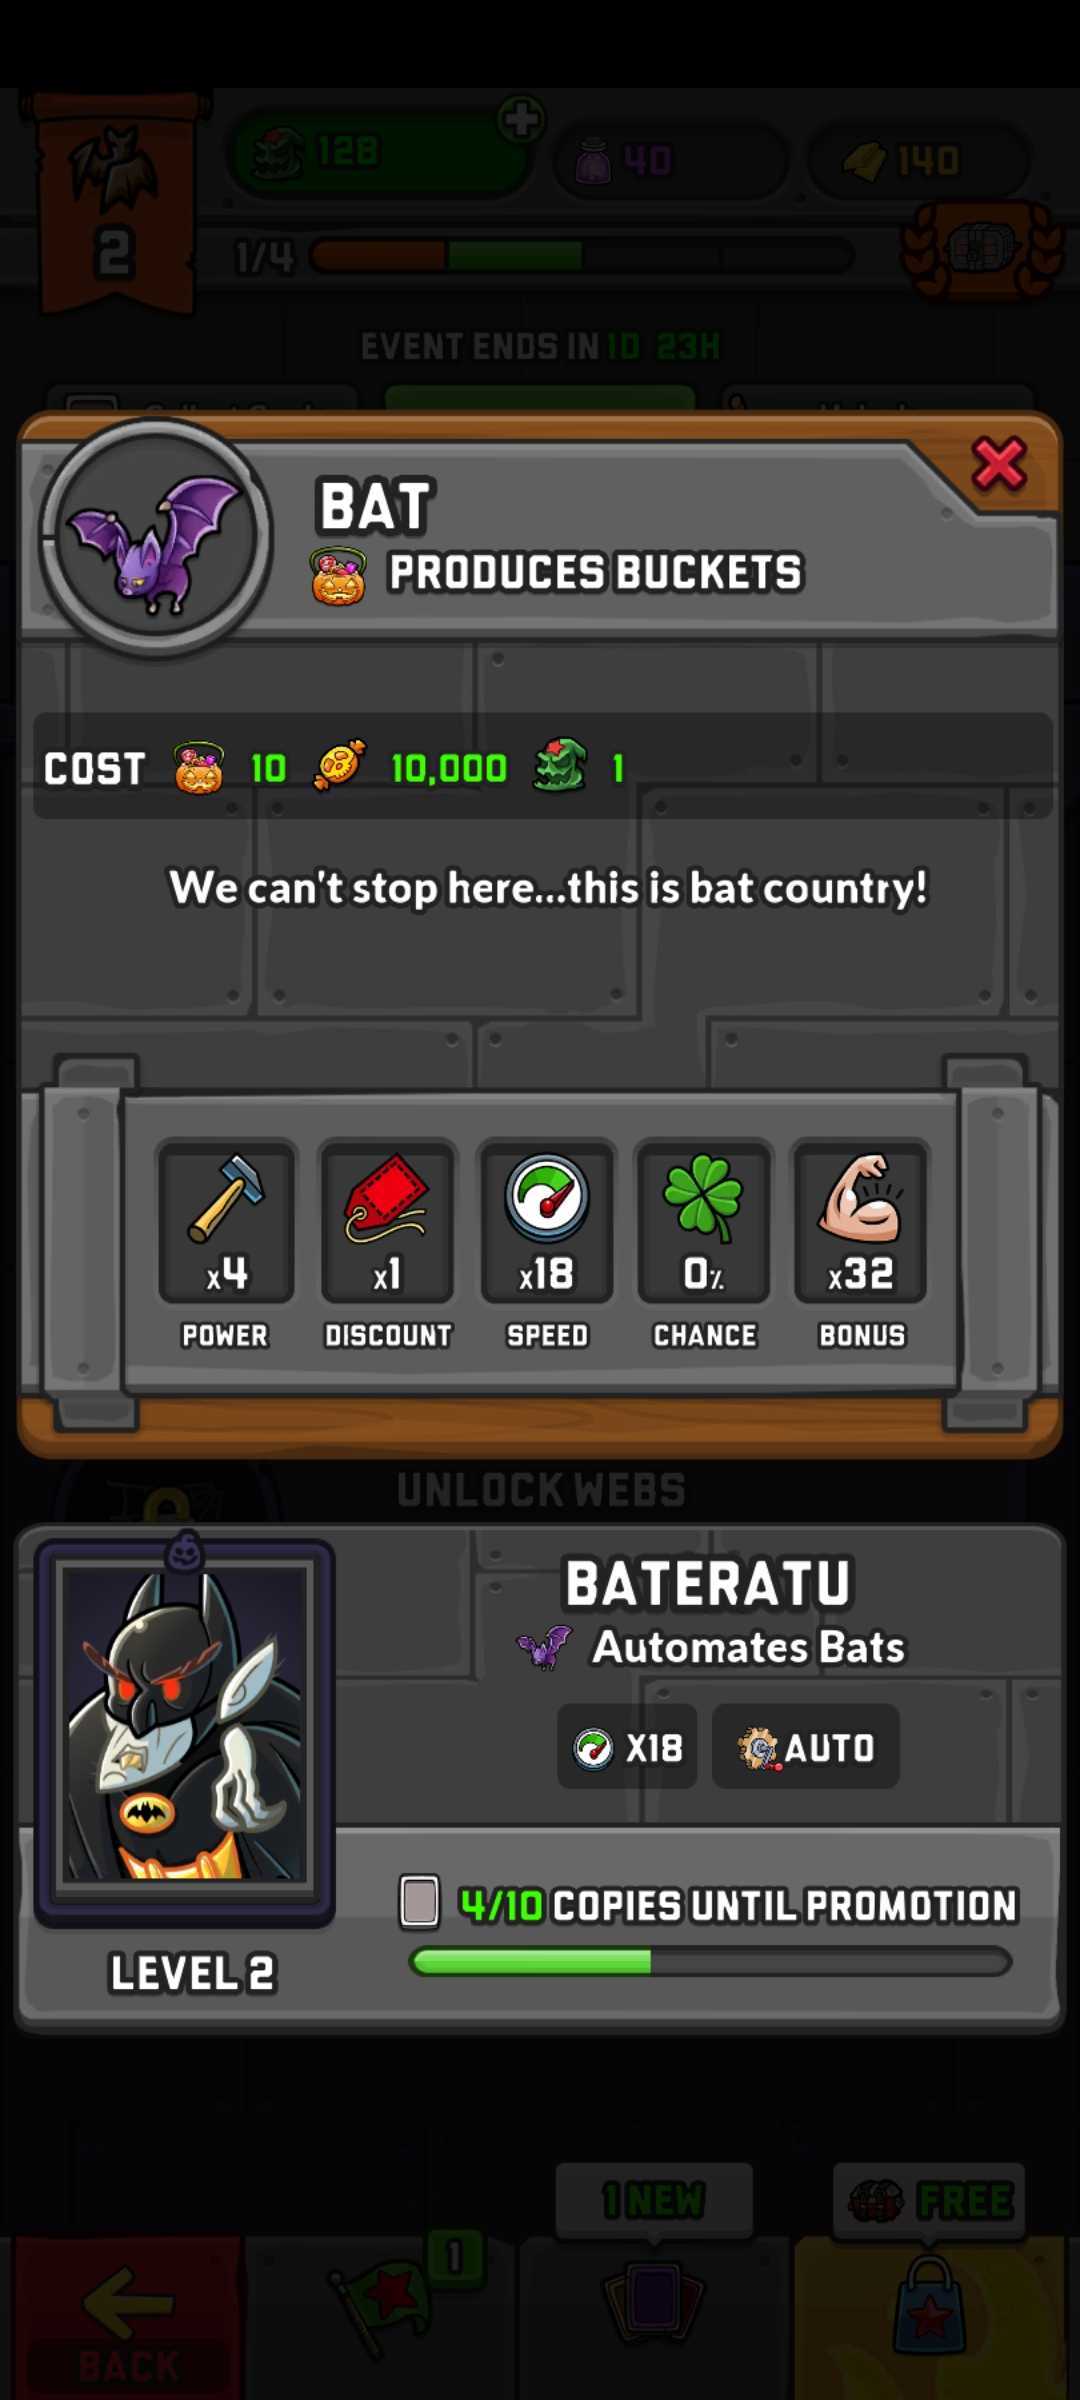 128
40
140
2
1/4
EVENT ENDS IN 1D 23H
BAT
PRODUCES BUCKETS
COST 10 10,000 1
We can't stop here...this is bat country!
x4 x1 x18 0% x32
POWER DISCOUNT SPEED CHANCE BONUS
UNLOCK WEBS
BATERATU
Automates Bats
X18 AUTO
4/10 COPIES UNTIL PROMOTION
LEVEL 2
1 NEW
FREE
1
BACK